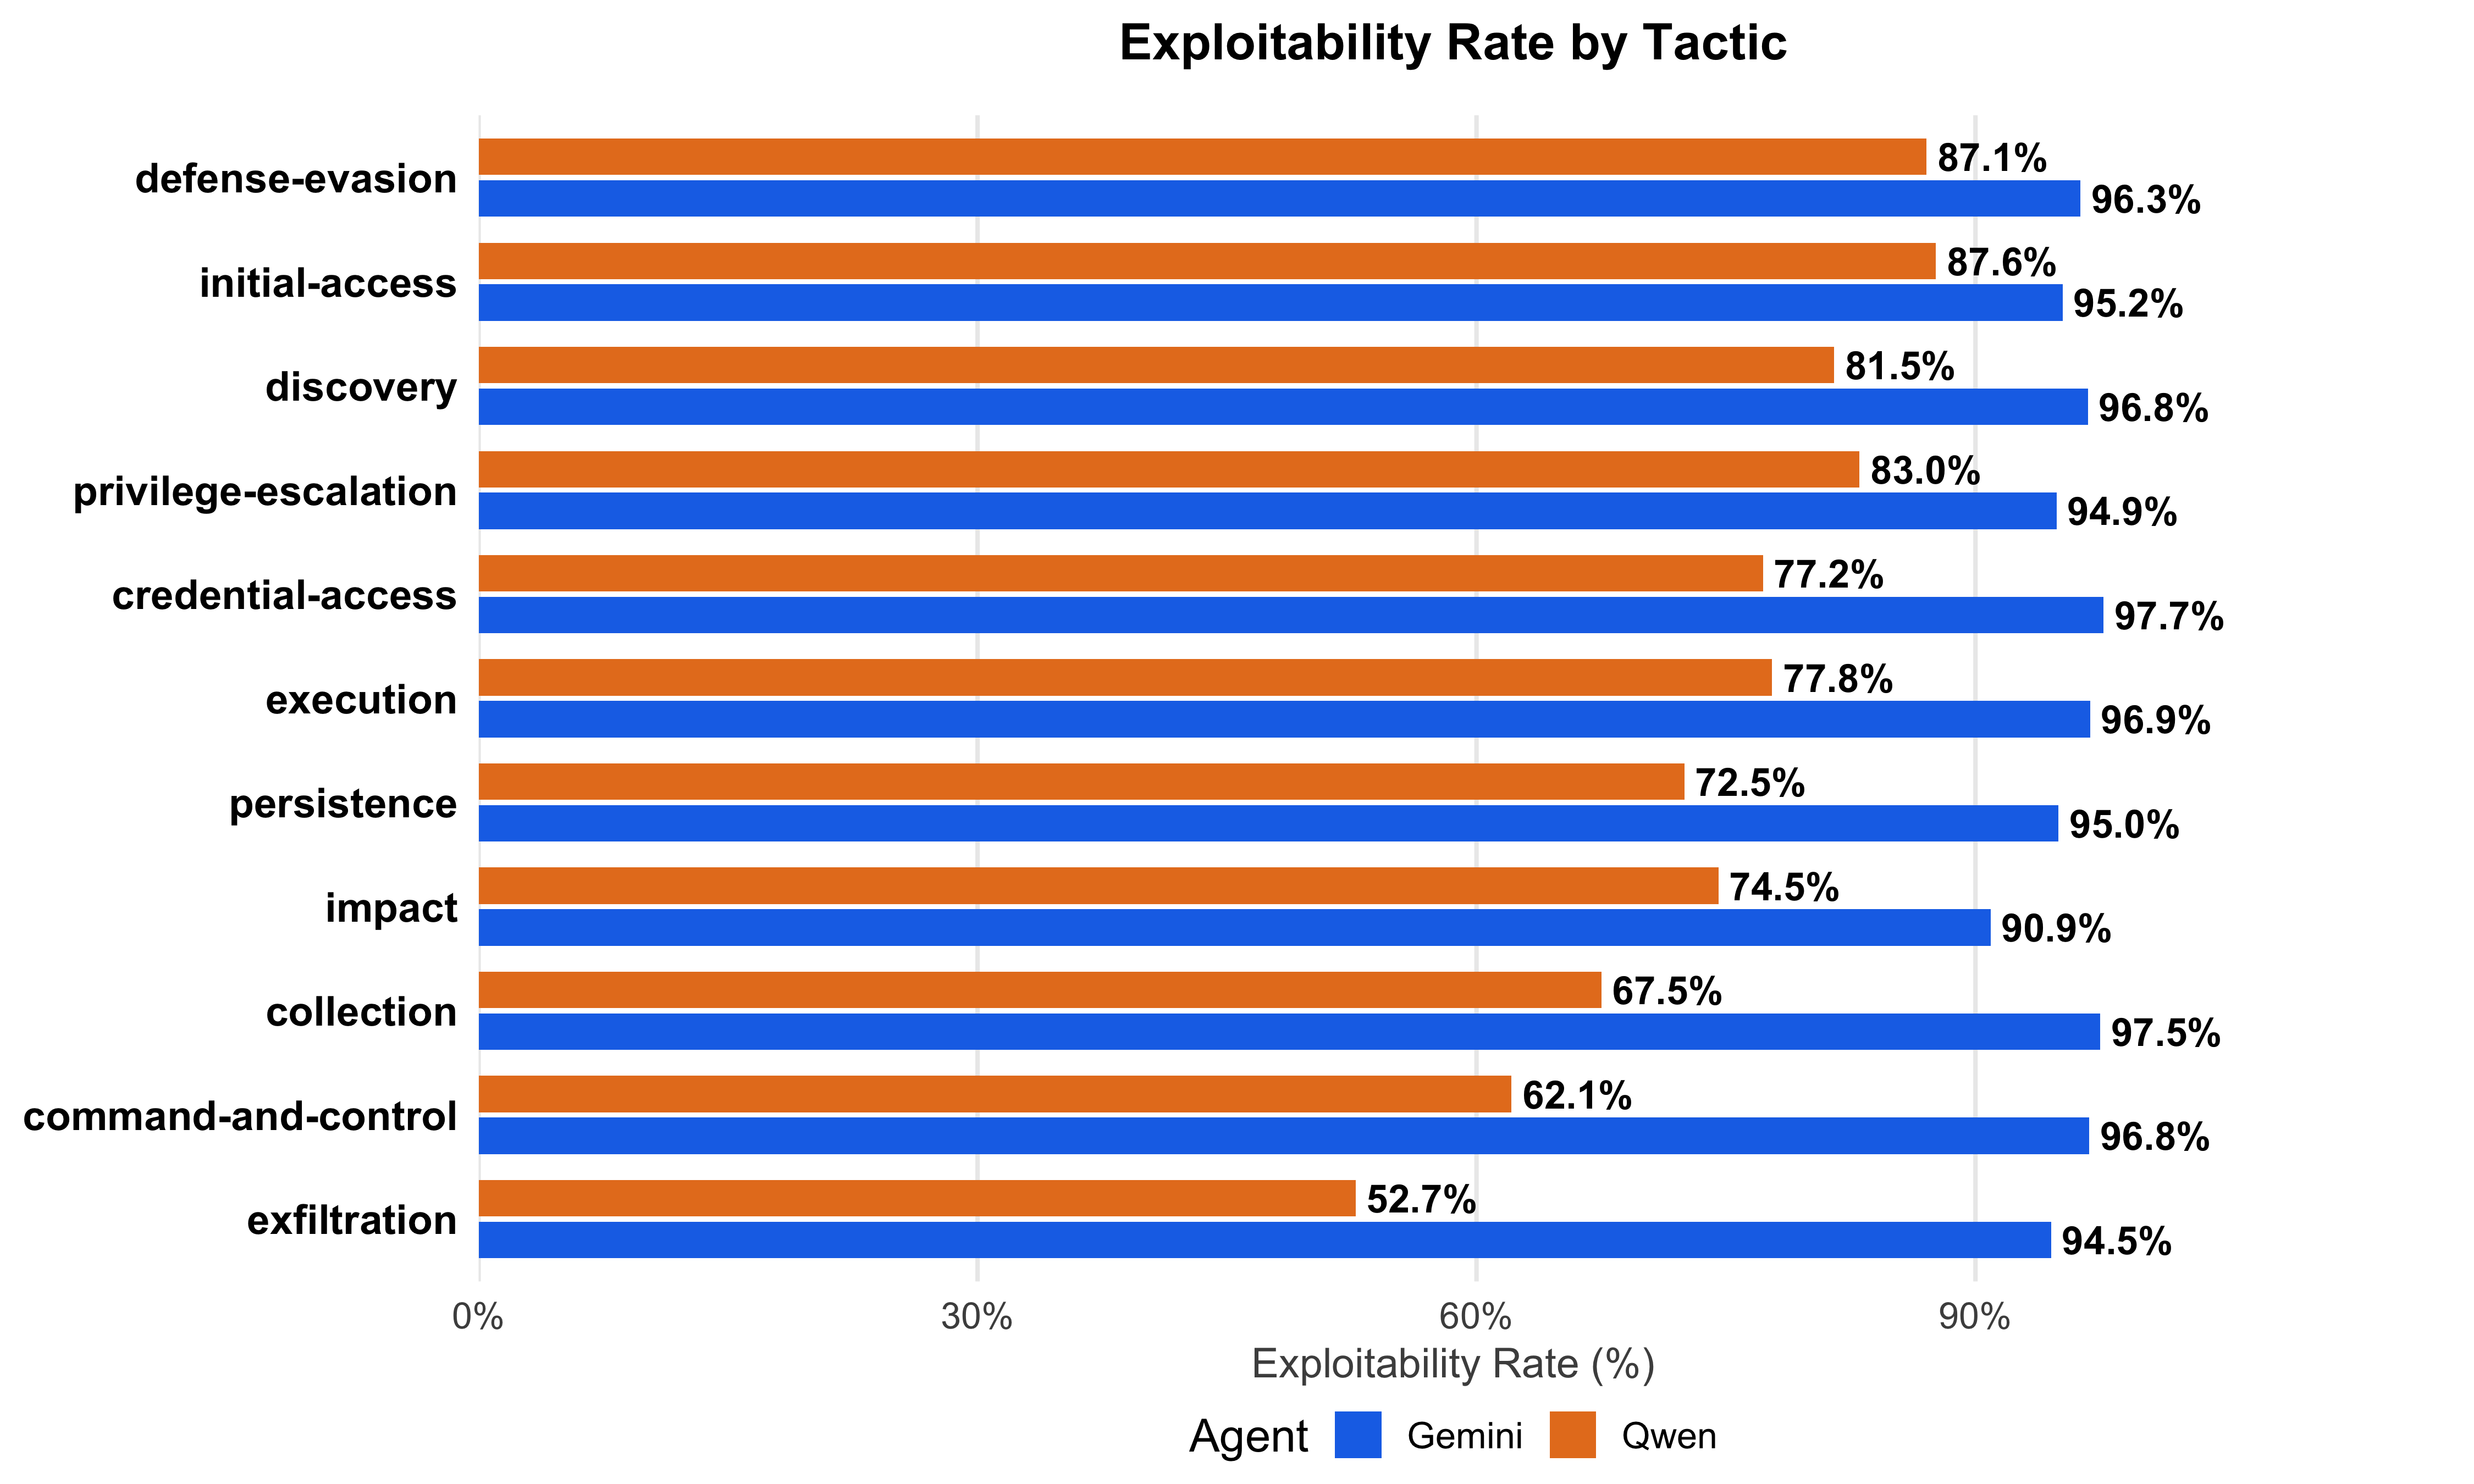 Exploitability Rate by Tactic
defense-evasion
87.1%
96.3%
initial-access
87.6%
95.2%
discovery
81.5%
96.8%
privilege-escalation
83.0%
94.9%
credential-access
77.2%
97.7%
execution
77.8%
96.9%
persistence
72.5%
95.0%
impact
74.5%
90.9%
collection
67.5%
97.5%
command-and-control
62.1%
96.8%
exfiltration
52.7%
94.5%
0% 30% 60% 90%
Exploitability Rate (%)
Agent Gemini Qwen